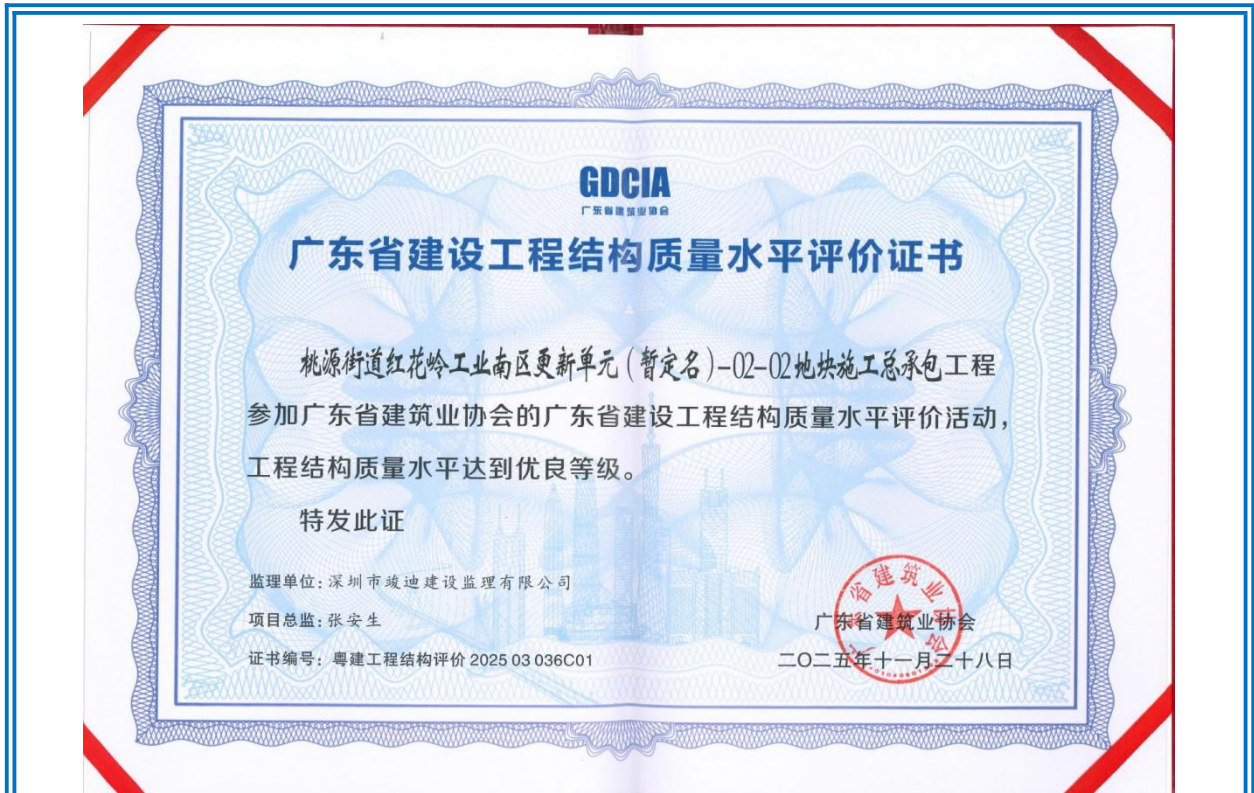 GDCIA
广东省建筑业协会
广东省建设工程结构质量水平评价证书
桃源街道红花岭工业南区更新单元(暂定名)-02-02地块施工总承包工程
参加广东省建筑业协会的广东省建设工程结构质量水平评价活动,
工程结构质量水平达到优良等级。
特发此证
监理单位:深圳市竣迪建设监理有限公司
项目总监:张安生
证书编号:粤建工程结构评价 2025 03 036C01
广东省建筑业协会
二〇二五年十一月二十八日
广东省建筑业协会